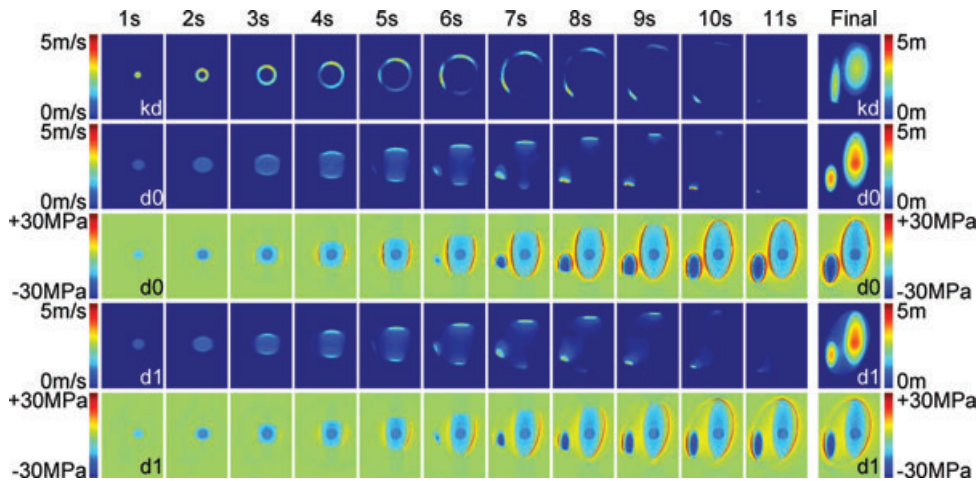 1s 2s 3s 4s 5s 6s 7s 8s 9s 10s 11s Final
5m/s 5m
0m/s kd kd 0m
5m/s 5m
0m/s d0 d0 0m
+30MPa +30MPa
-30MPa d0 d0 -30MPa
5m/s 5m
0m/s d1 d1 0m
+30MPa +30MPa
-30MPa d1 d1 -30MPa